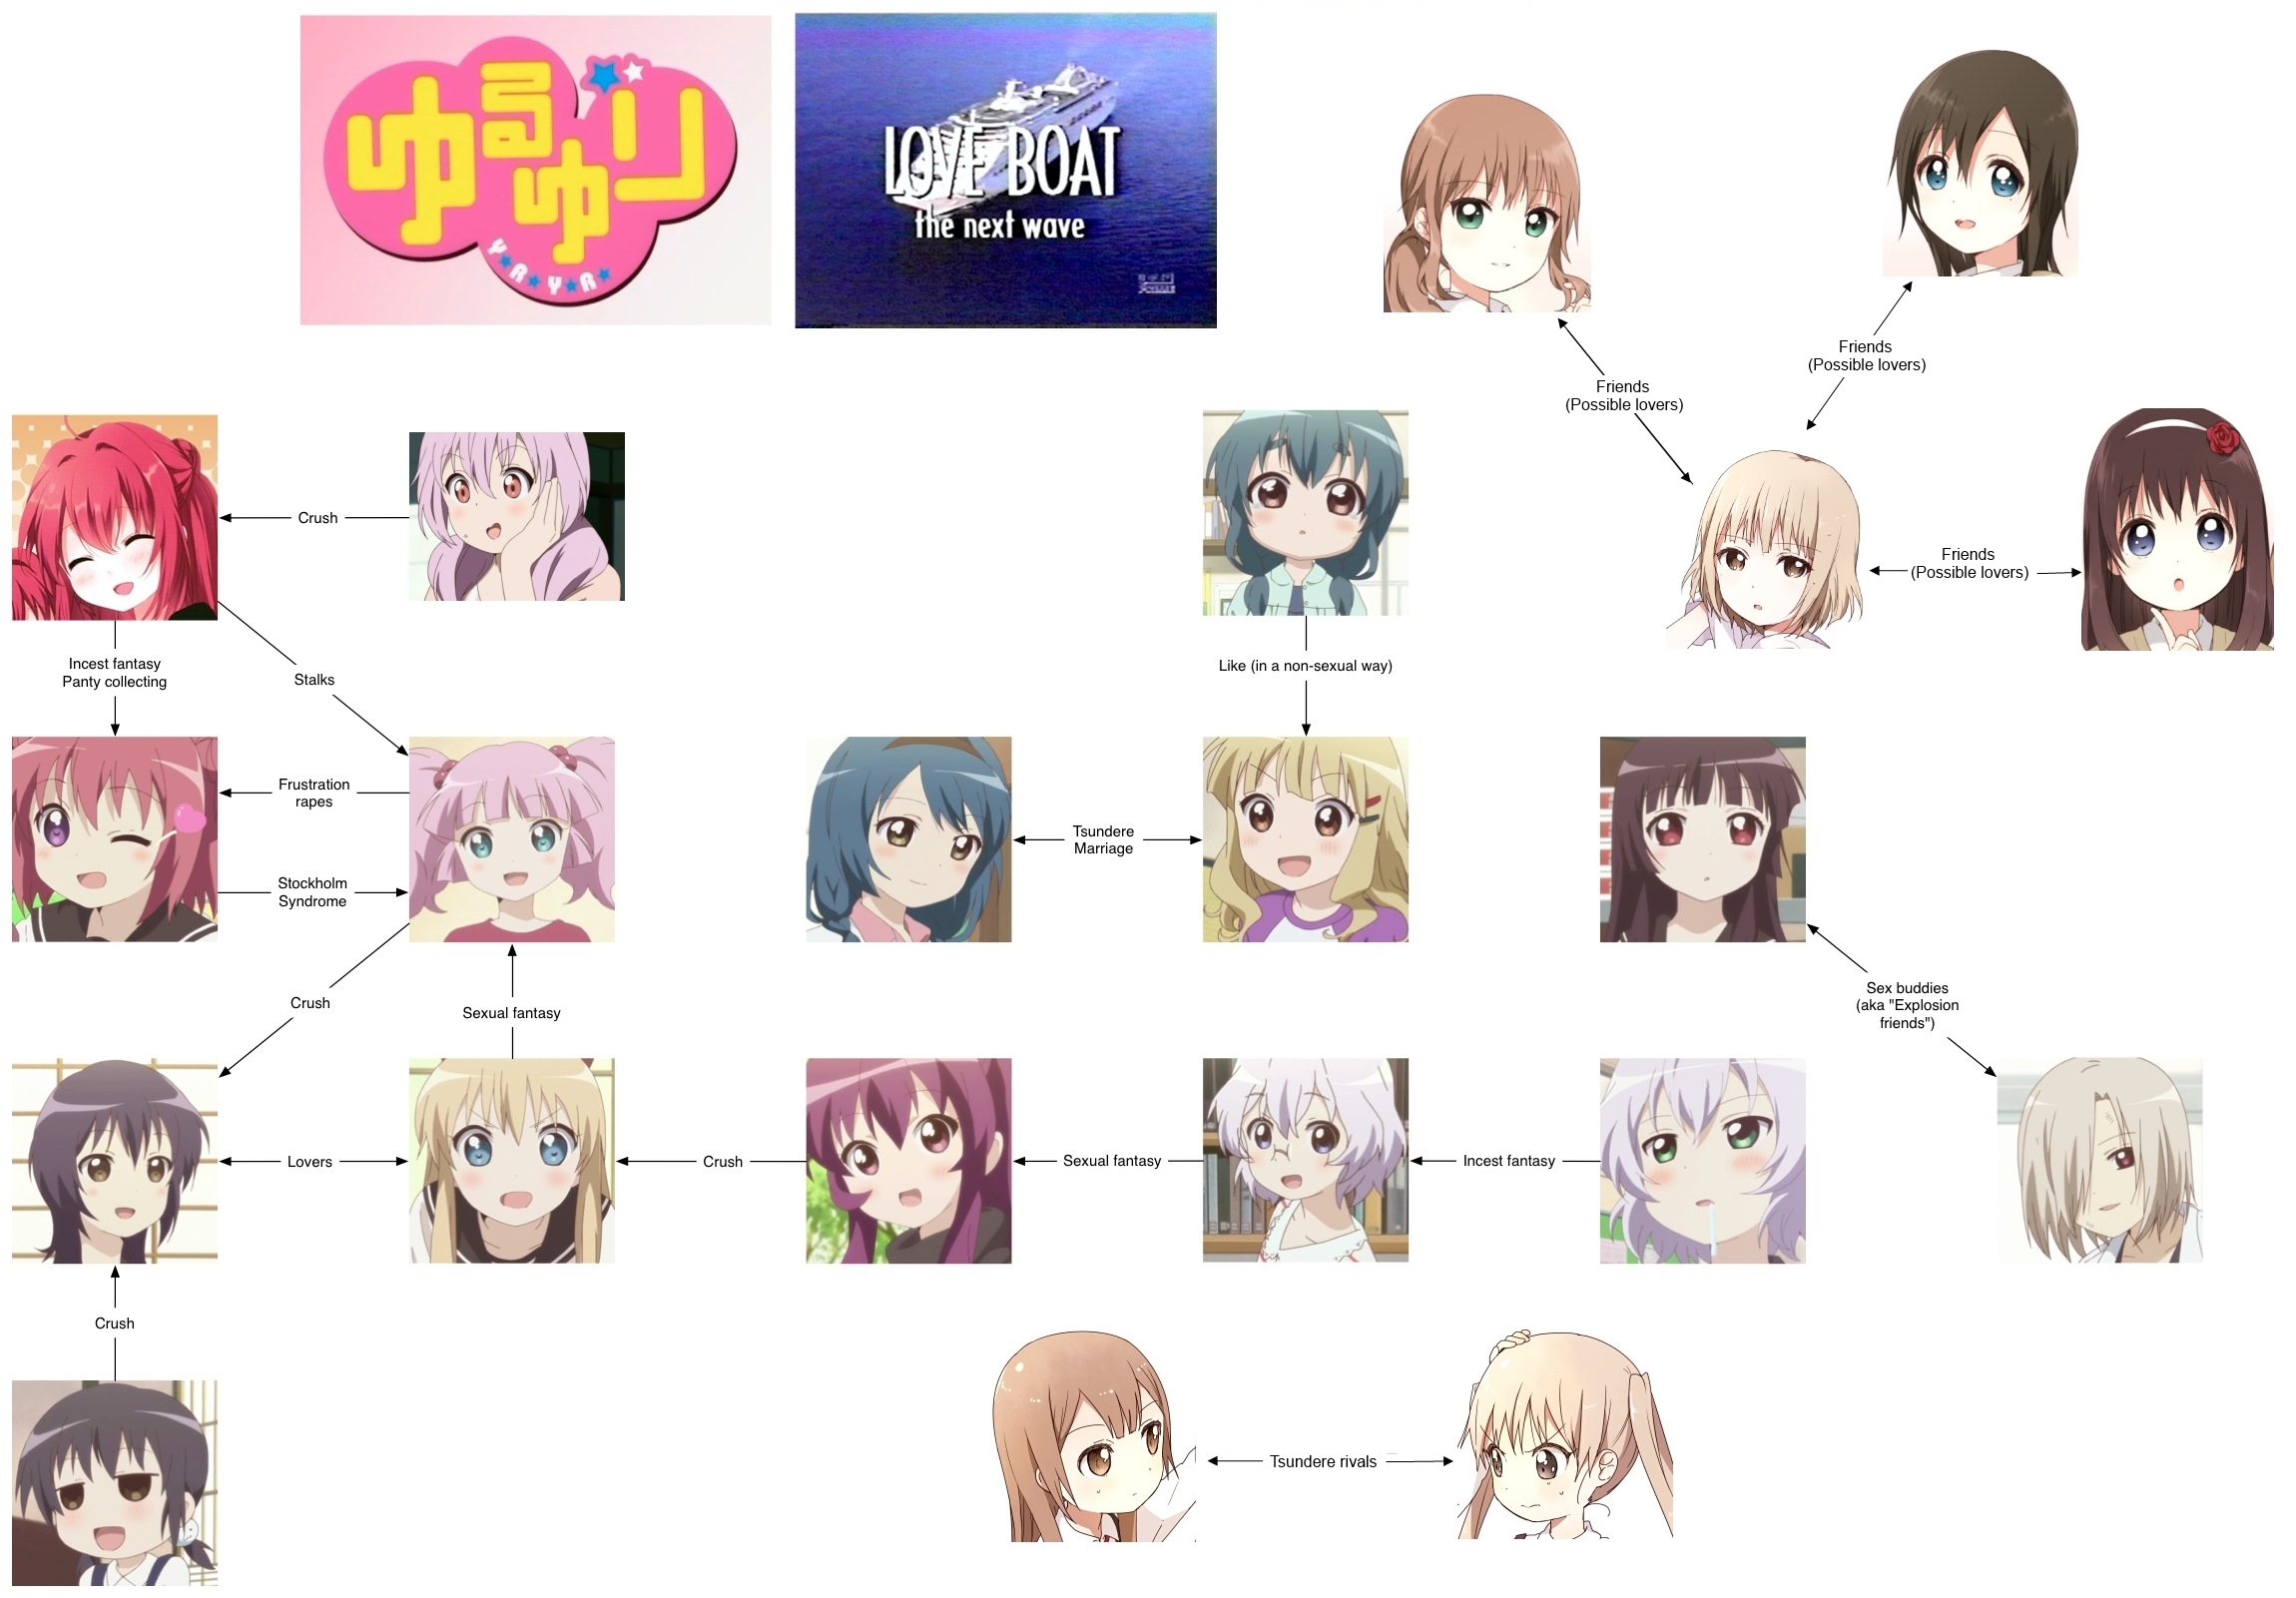 ゆるゆり
Y★R★Y★R★
LOVE BOAT
the next wave
Friends
(Possible lovers)
Friends
(Possible lovers)
Crush
Friends
(Possible lovers)
Incest fantasy
Panty collecting
Stalks
Like (in a non-sexual way)
Frustration
rapes
Tsundere
Marriage
Stockholm
Syndrome
Crush
Sexual fantasy
Sex buddies
(aka "Explosion
friends")
Lovers
Crush
Sexual fantasy
Incest fantasy
Crush
Tsundere rivals